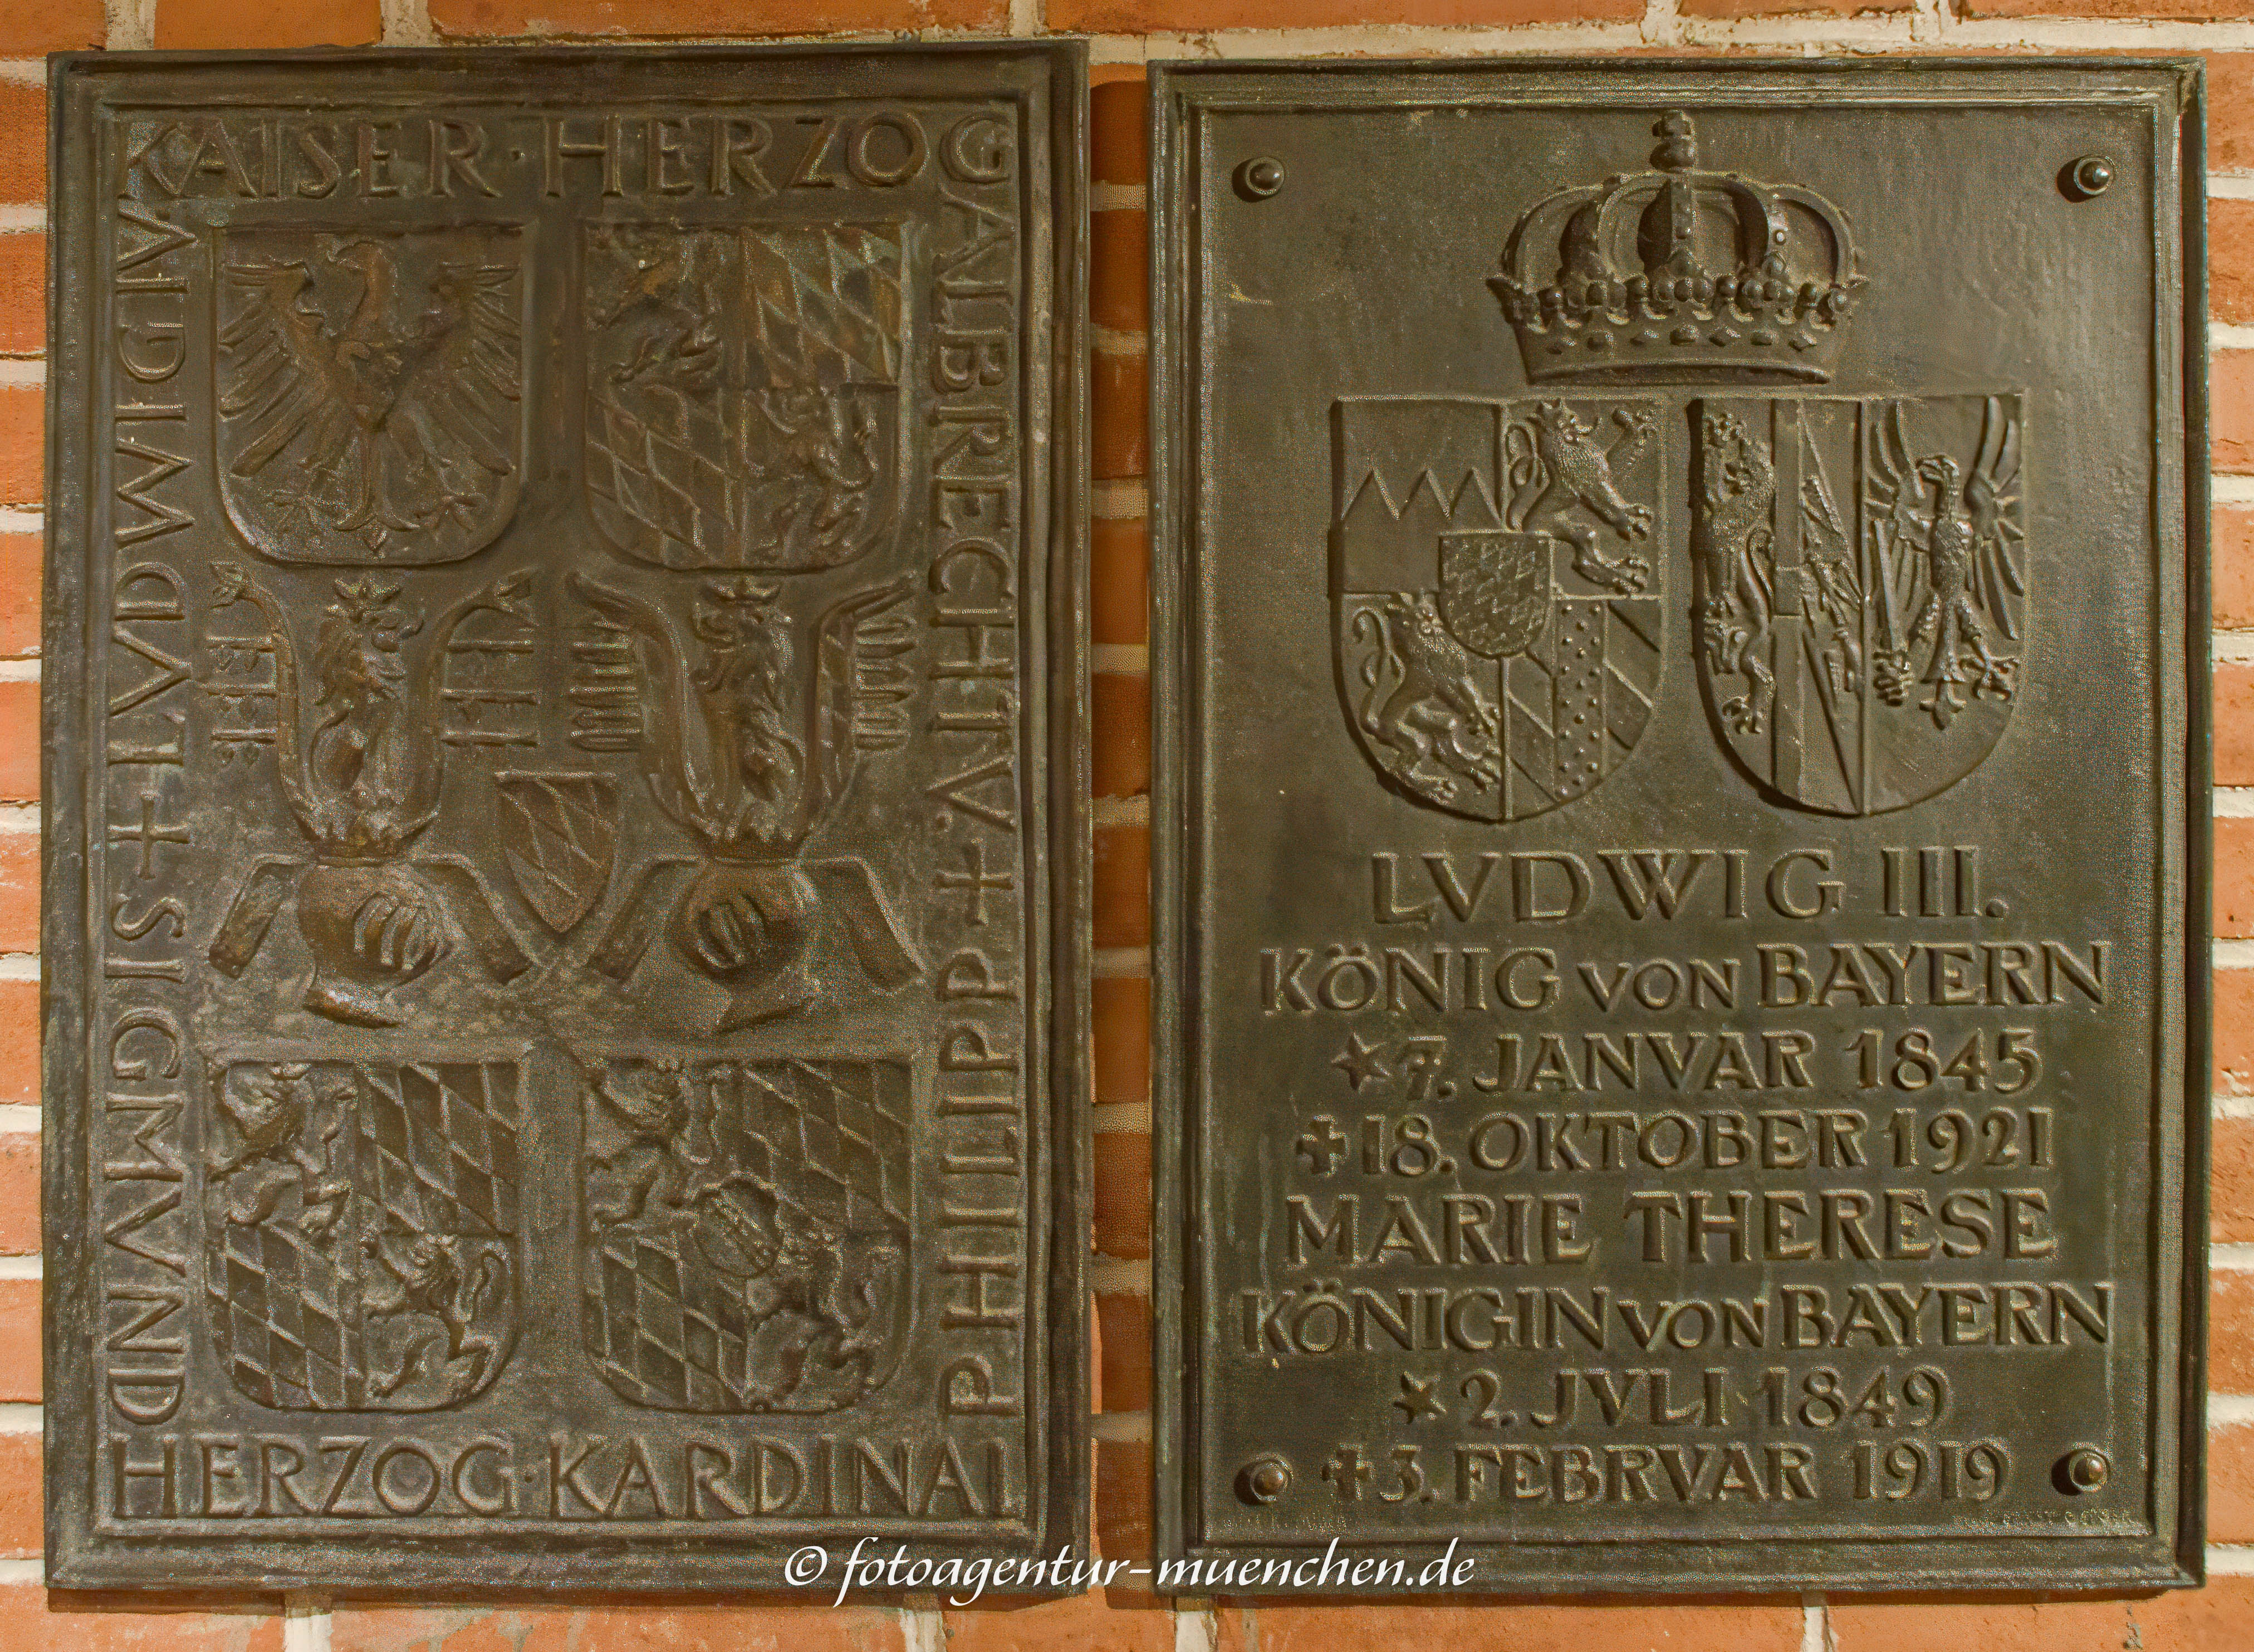 KAISER · HERZOG
LVDWIG IV
ALBRECHT · V ·
+ SIGMVND
+ PHILIPP
HERZOG · KARDINAL
LVDWIG III.
KÖNIG VON BAYERN
★ 7. JANVAR 1845
✝ 18. OKTOBER 1921
MARIE THERESE
KÖNIGIN VON BAYERN
★ 2. JVLI 1849
✝ 3. FEBRVAR 1919
© fotoagentur-muenchen.de